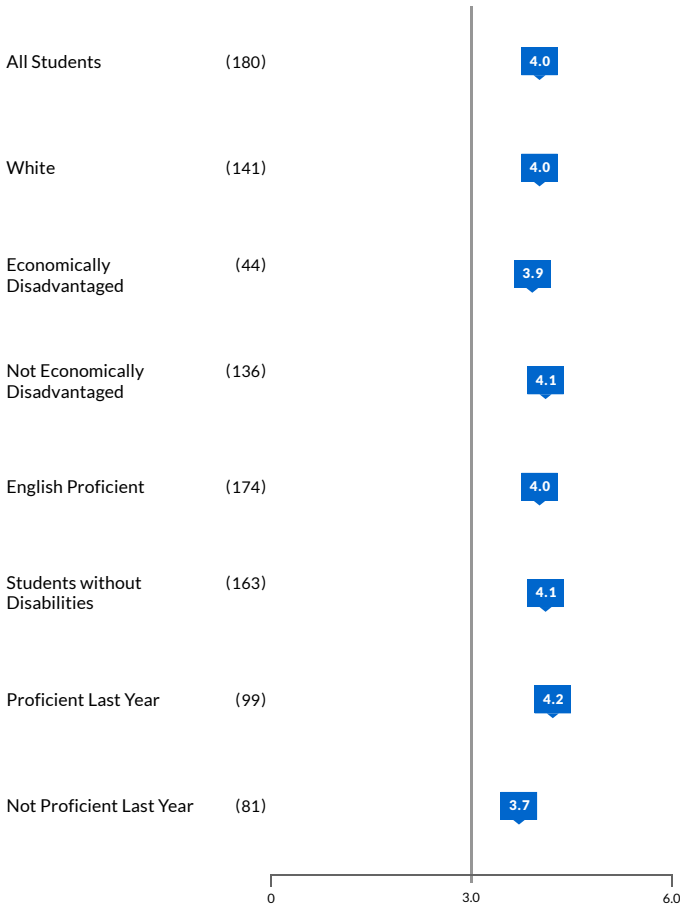 All Students (180) 4.0
White (141) 4.0
Economically (44) 3.9
Disadvantaged
Not Economically (136) 4.1
Disadvantaged
English Proficient (174) 4.0
Students without (163) 4.1
Disabilities
Proficient Last Year (99) 4.2
Not Proficient Last Year (81) 3.7
0 3.0 6.0